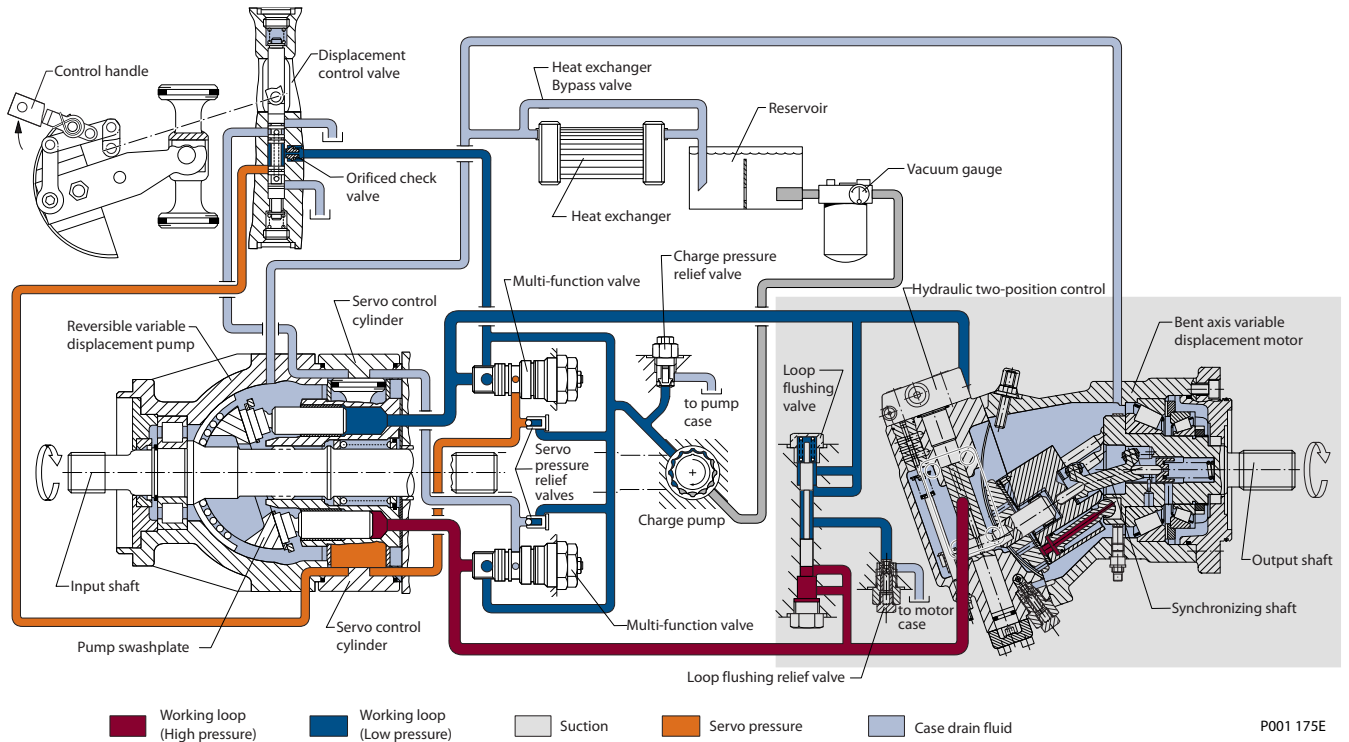 Control handle
Displacement
control valve
Heat exchanger
Bypass valve
Reservoir
Vacuum gauge
Orificed check
valve
Heat exchanger
Charge pressure
relief valve
Multi-function valve
Hydraulic two-position control
Servo control
cylinder
Reversible variable
displacement pump
Bent axis variable
displacement motor
Loop
flushing
valve
to pump
case
Servo
pressure
relief
valves
Charge pump
Input shaft
Output shaft
to motor
case
Synchronizing shaft
Multi-function valve
Servo control
cylinder
Pump swashplate
Loop flushing relief valve
Working loop
(High pressure)
Working loop
(Low pressure)
Suction
Servo pressure
Case drain fluid
P001 175E